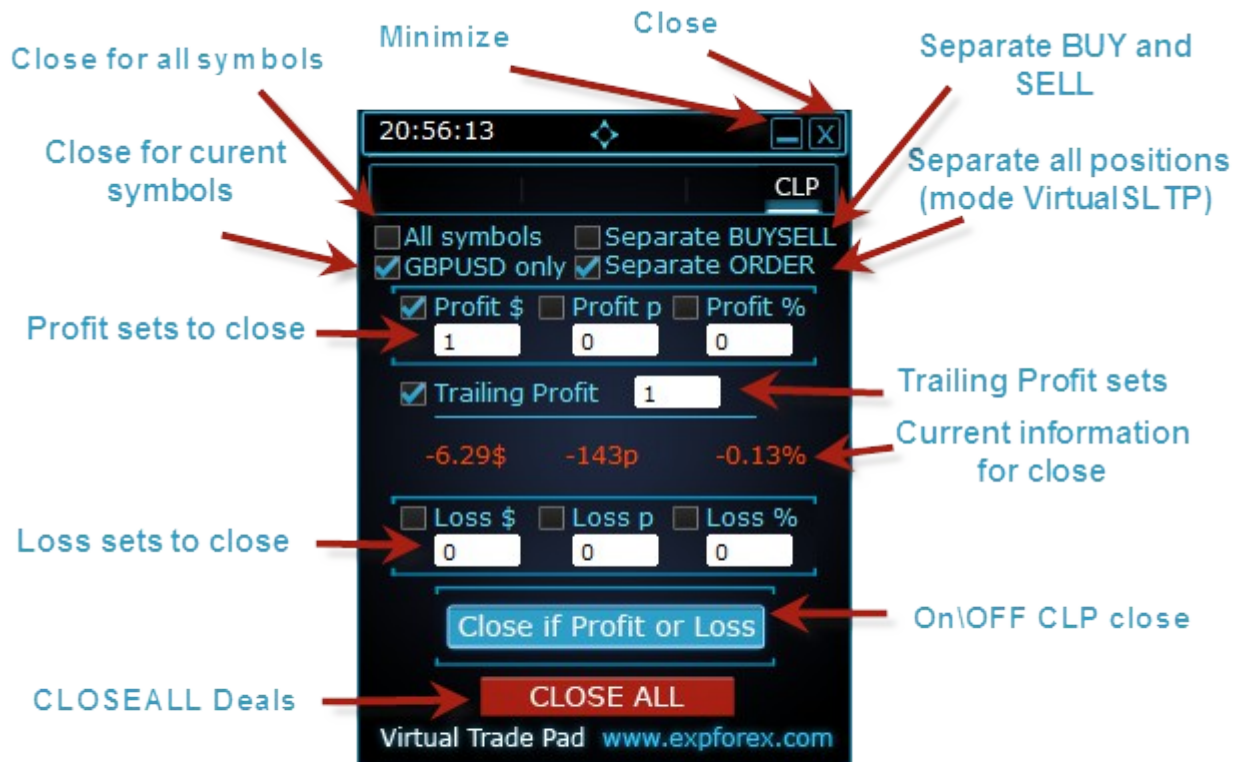 Minimize
Close
Close for all symbols
Separate BUY and
SELL
Close for curent
symbols
Separate all positions
(mode VirtualSLTP)
20:56:13
X
CLP
All symbols
Separate BUYSELL
GBPUSD only
Separate ORDER
Profit sets to close
Profit $ Profit p Profit %
1 0 0
Trailing Profit 1
Trailing Profit sets
-6.29$ -143p -0.13%
Current information
for close
Loss sets to close
Loss $ Loss p Loss %
0 0 0
Close if Profit or Loss
On\OFF CLP close
CLOSEALL Deals
CLOSE ALL
Virtual Trade Pad www.expforex.com